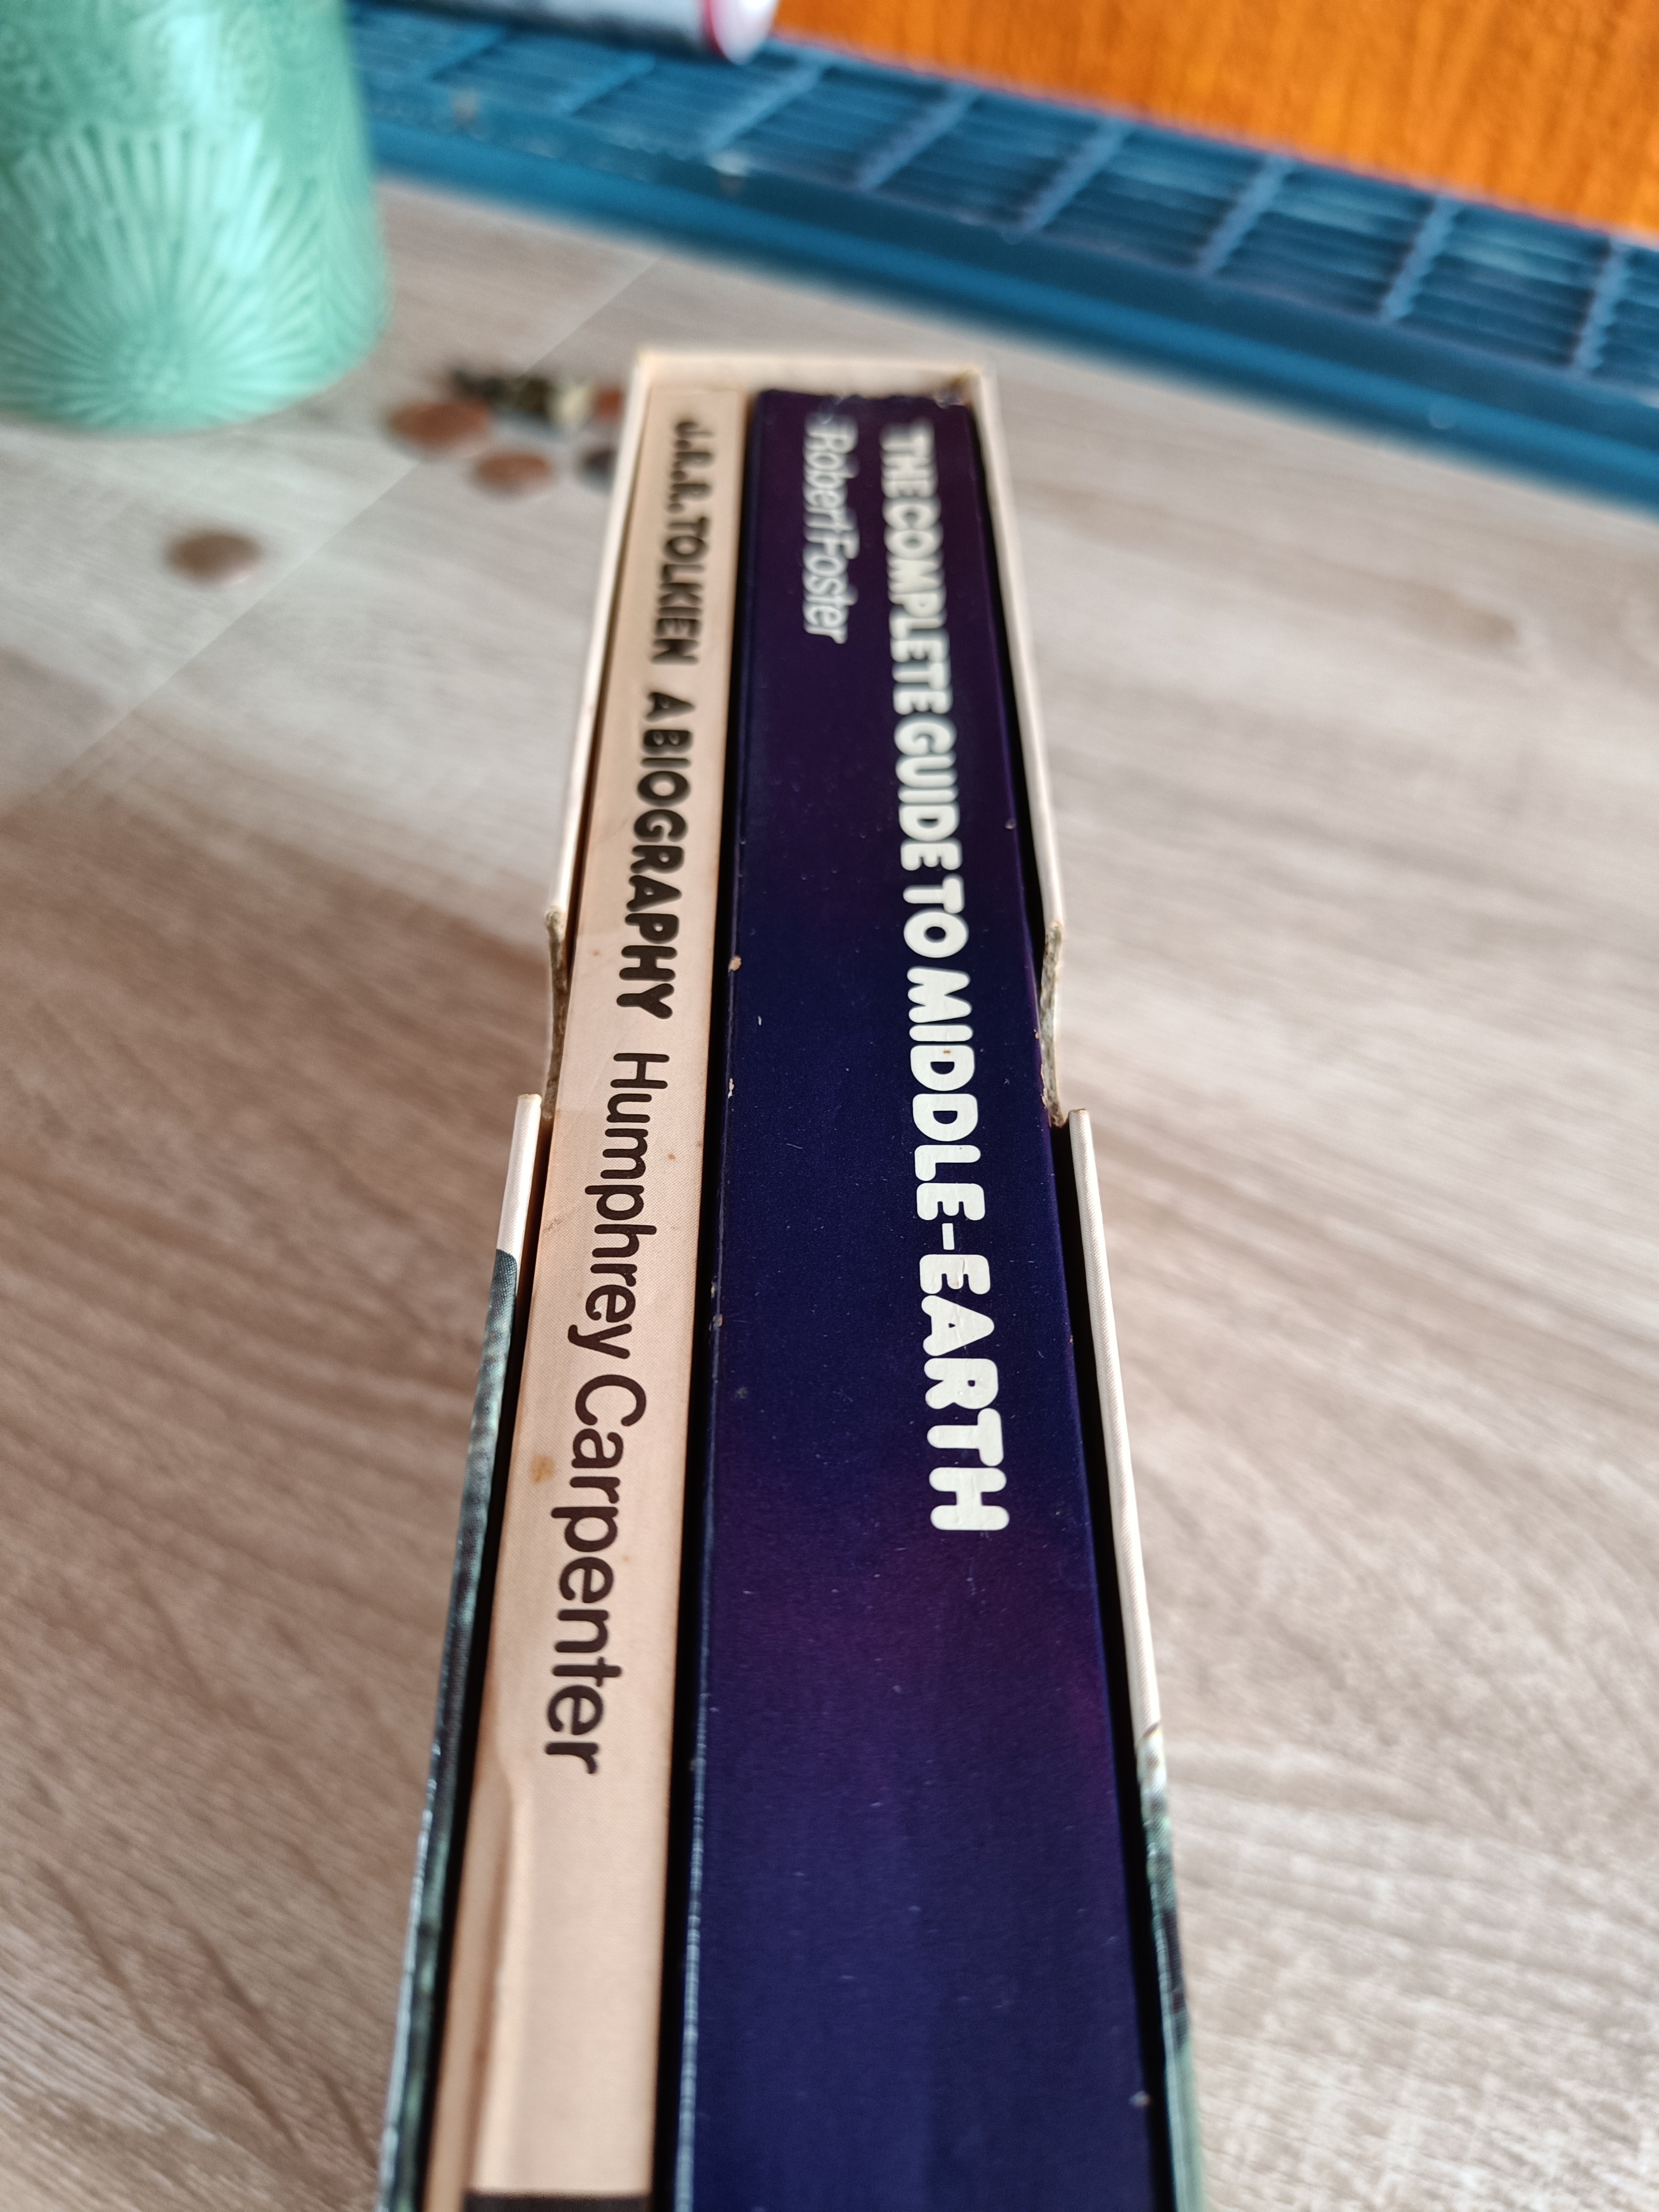 J.R.R. TOLKIEN A BIOGRAPHY Humphrey Carpenter
THE COMPLETE GUIDE TO MIDDLE-EARTH
Robert Foster